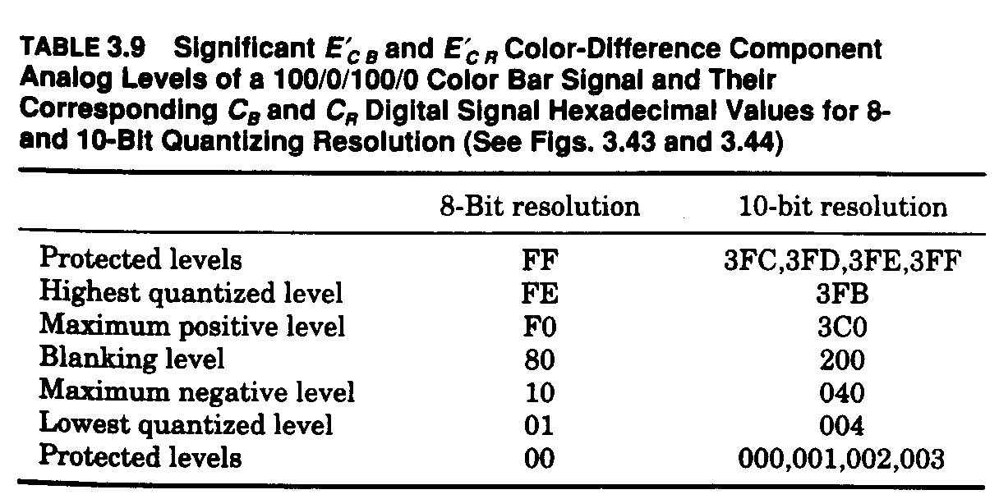 TABLE 3.9 Significant E′C B and E′C R Color-Difference Component
Analog Levels of a 100/0/100/0 Color Bar Signal and Their
Corresponding CB and CR Digital Signal Hexadecimal Values for 8-
and 10-Bit Quantizing Resolution (See Figs. 3.43 and 3.44)
8-Bit resolution 10-bit resolution
Protected levels FF 3FC,3FD,3FE,3FF
Highest quantized level FE 3FB
Maximum positive level F0 3C0
Blanking level 80 200
Maximum negative level 10 040
Lowest quantized level 01 004
Protected levels 00 000,001,002,003